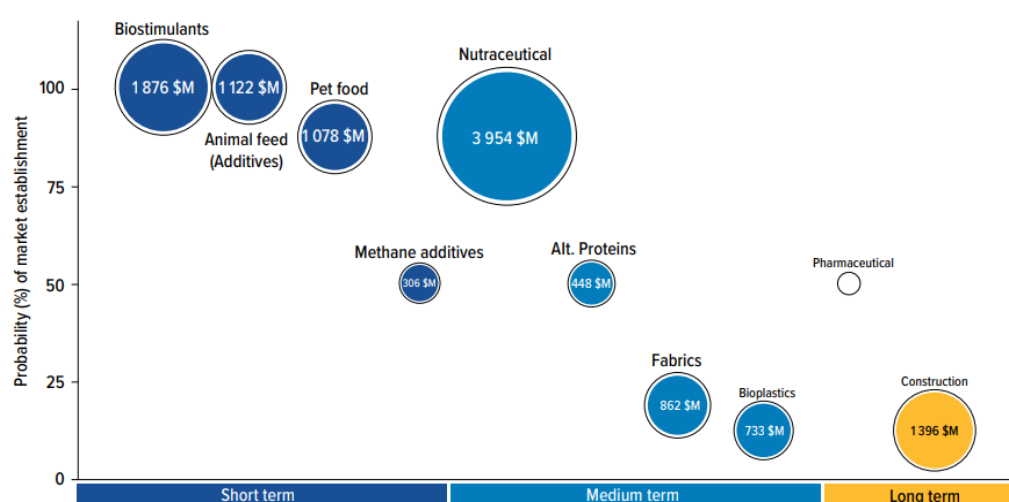 Biostimulants
1 876 $M
1 122 $M
Animal feed
(Additives)
Pet food
1 078 $M
Nutraceutical
3 954 $M
Methane additives
306 $M
Alt. Proteins
448 $M
Pharmaceutical
Fabrics
862 $M
Bioplastics
733 $M
Construction
1 396 $M
Probability (%) of market establishment
100
75
50
25
0
Short term
Medium term
Long term